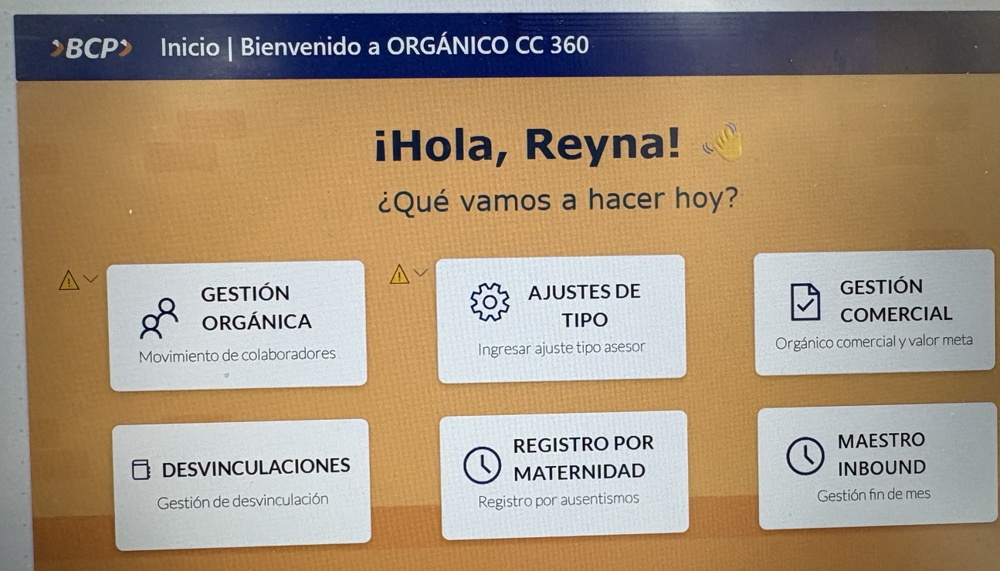 BCP Inicio | Bienvenido a ORGÁNICO CC 360
¡Hola, Reyna! 👋
¿Qué vamos a hacer hoy?
GESTIÓN
ORGÁNICA
Movimiento de colaboradores
AJUSTES DE
TIPO
Ingresar ajuste tipo asesor
GESTIÓN
COMERCIAL
Orgánico comercial y valor meta
DESVINCULACIONES
Gestión de desvinculación
REGISTRO POR
MATERNIDAD
Registro por ausentismos
MAESTRO
INBOUND
Gestión fin de mes